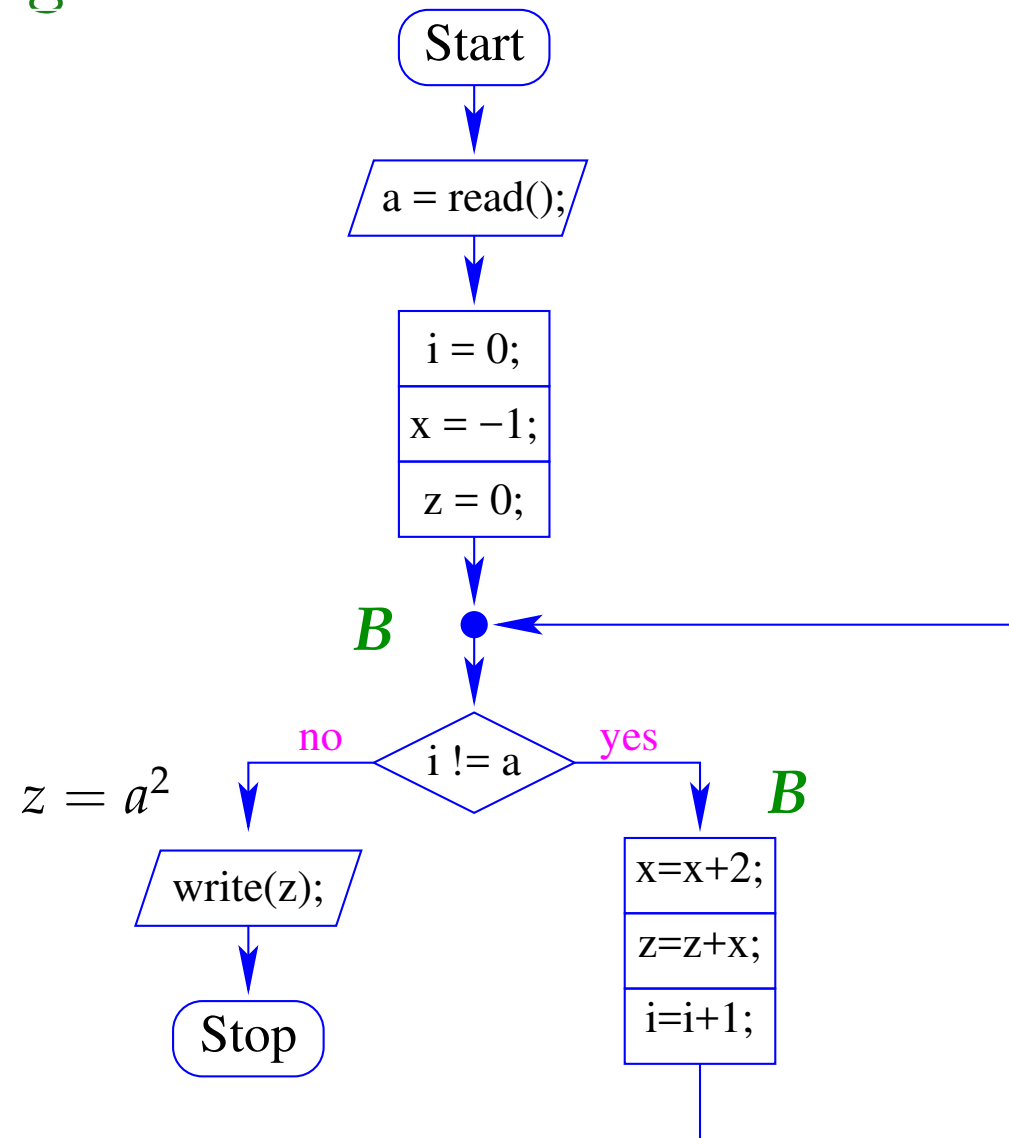 Start
a = read();
i = 0;
x = −1;
z = 0;
B
no
i != a
yes
z = a²
B
write(z);
x=x+2;
z=z+x;
i=i+1;
Stop